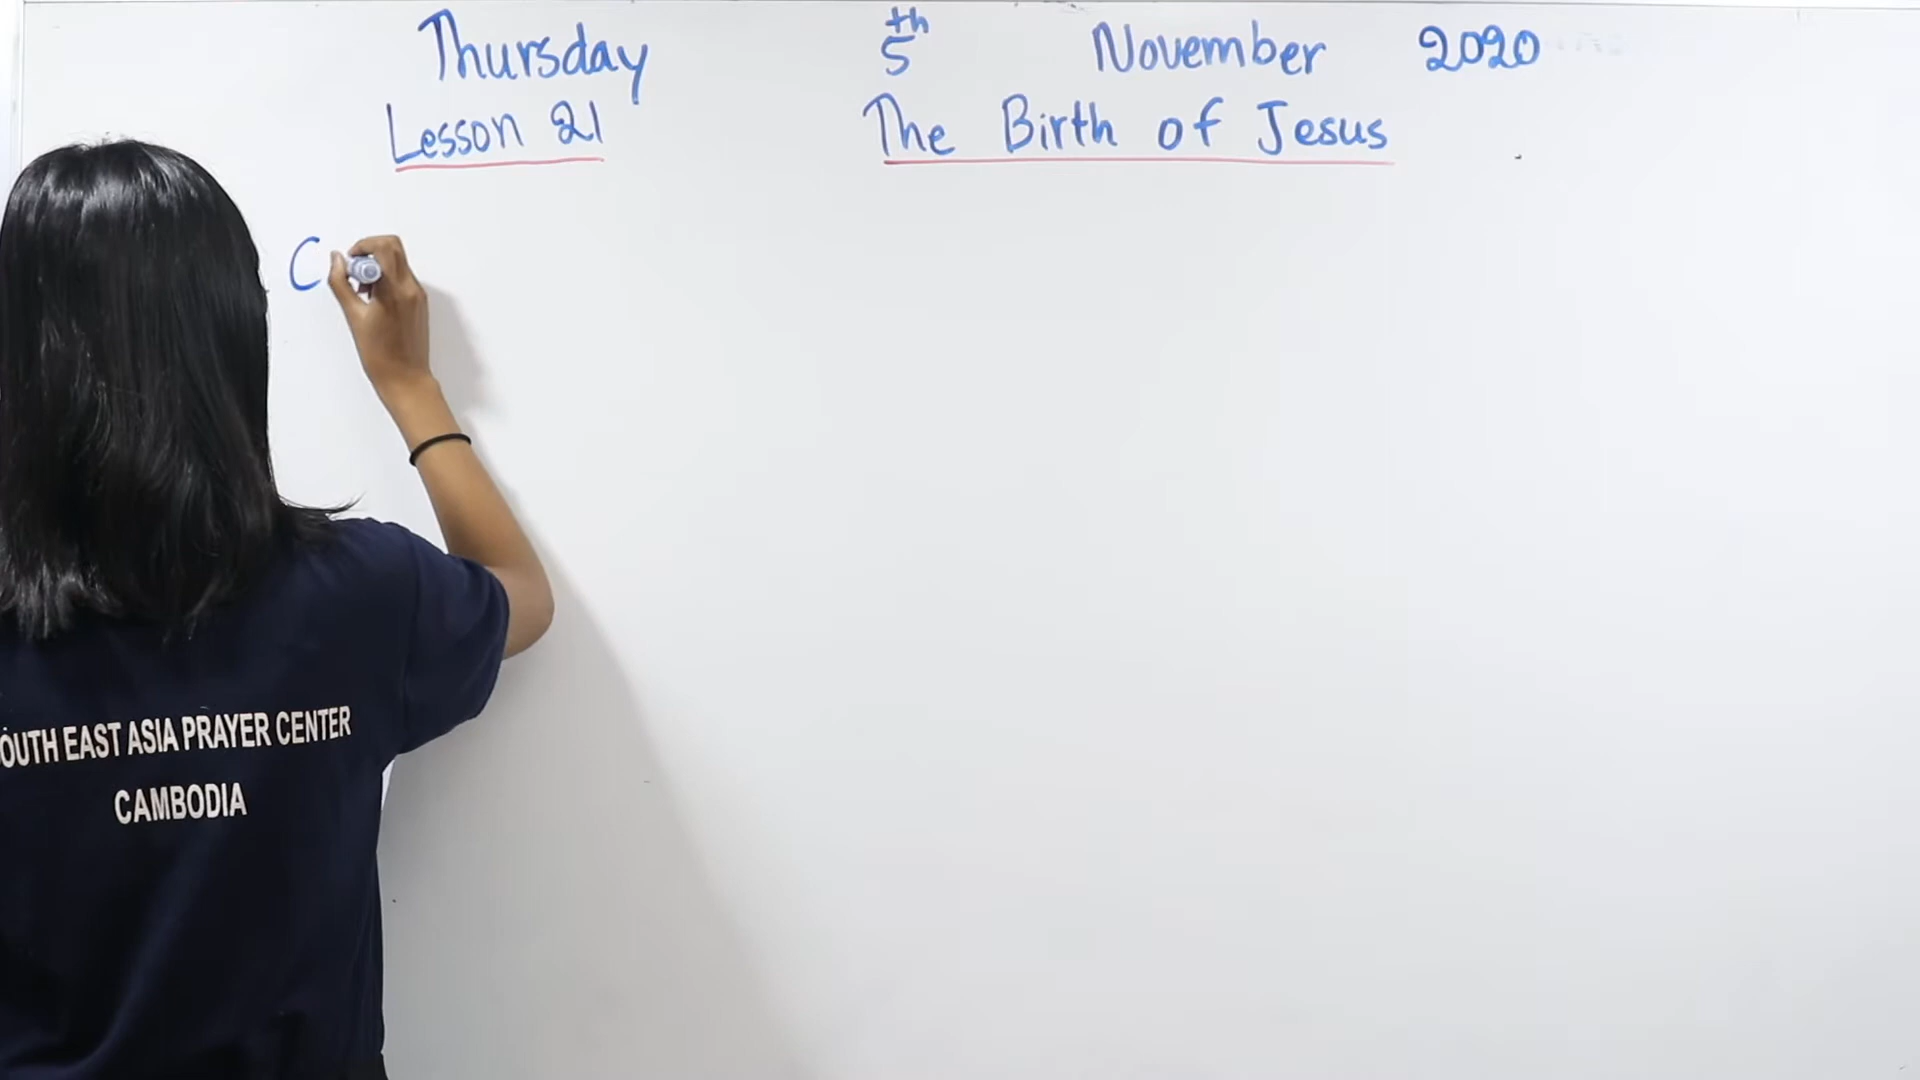 Thursday 5th November 2020
Lesson 21 The Birth of Jesus
C
OUTH EAST ASIA PRAYER CENTER
CAMBODIA